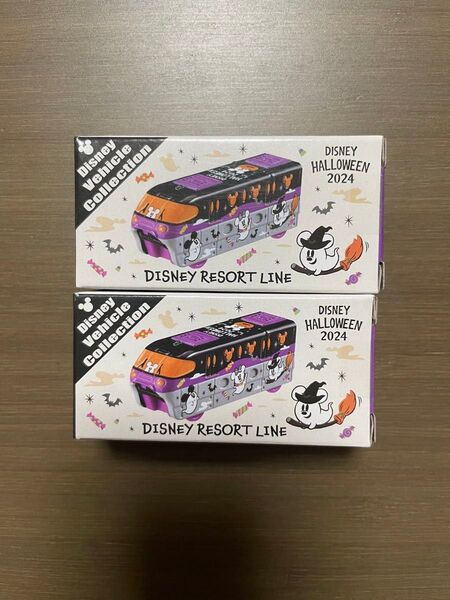 Disney
Vehicle
Collection
DISNEY
HALLOWEEN
2024
DISNEY RESORT LINE
Disney
Vehicle
Collection
DISNEY
HALLOWEEN
2024
DISNEY RESORT LINE